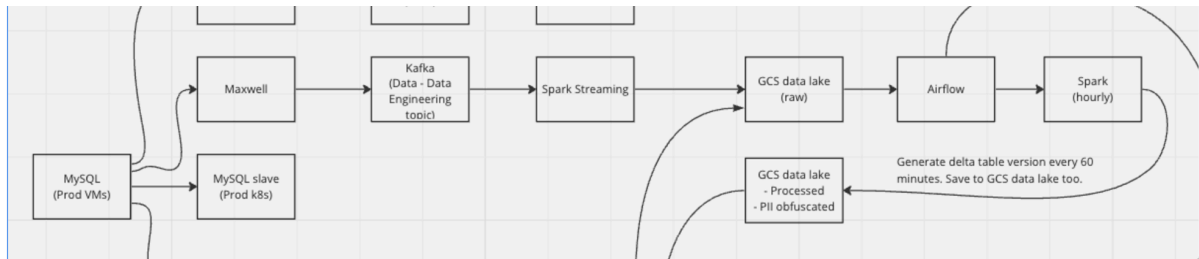 Maxwell
Kafka
(Data - Data
Engineering
topic)
Spark Streaming
GCS data lake
(raw)
Airflow
Spark
(hourly)
MySQL
(Prod VMs)
MySQL slave
(Prod k8s)
GCS data lake
- Processed
- PII obfuscated
Generate delta table version every 60
minutes. Save to GCS data lake too.